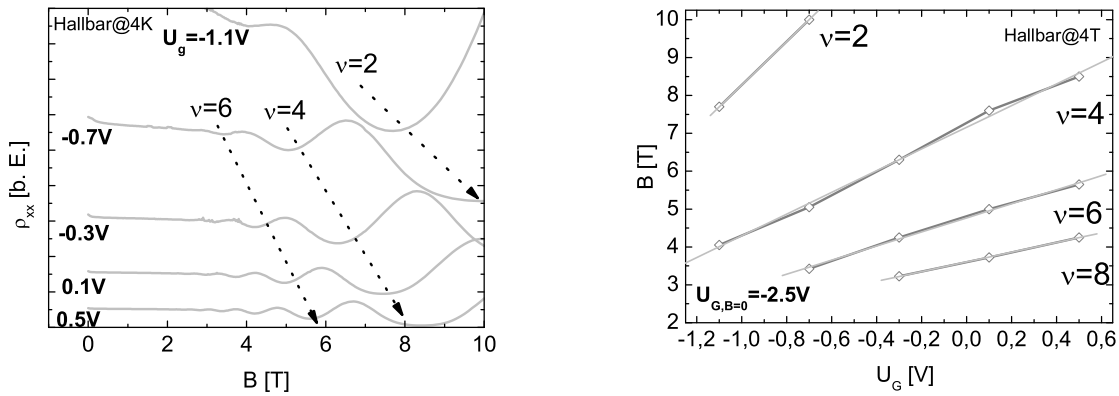 Hallbar@4K
U_g=-1.1V
ν=2
ν=6
ν=4
-0.7V
-0.3V
0.1V
0.5V
ρ_xx [b. E.]
0 2 4 6 8 10
B [T]
Hallbar@4T
10
9
8
7
6
5
4
3
2
B [T]
ν=2
ν=4
ν=6
ν=8
U_G,B=0=-2.5V
-1,2 -1,0 -0,8 -0,6 -0,4 -0,2 0,0 0,2 0,4 0,6
U_G [V]